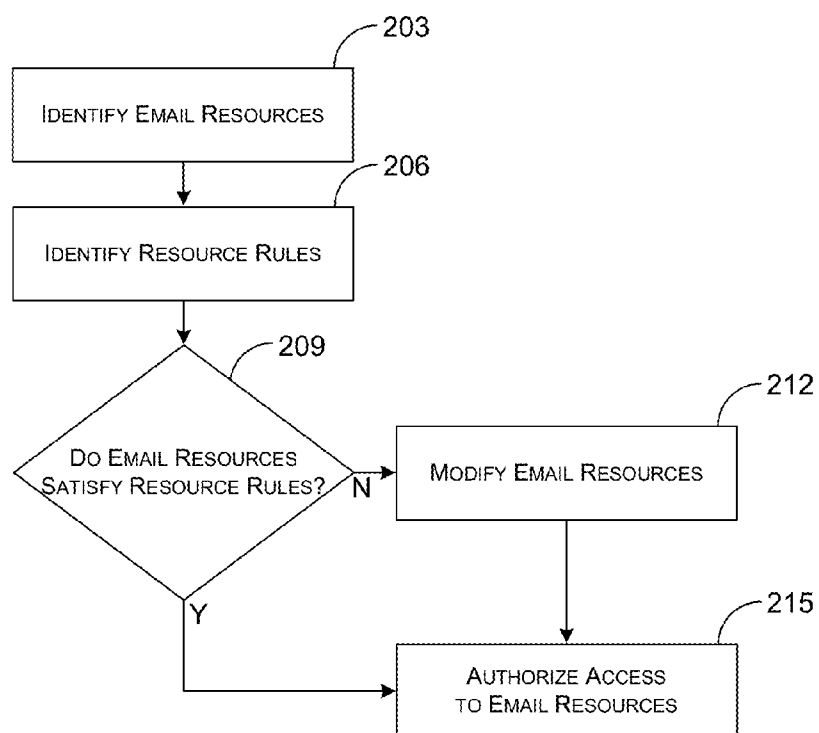 203
IDENTIFY EMAIL RESOURCES
206
IDENTIFY RESOURCE RULES
209
DO EMAIL RESOURCES
SATISFY RESOURCE RULES?
N
212
MODIFY EMAIL RESOURCES
Y
215
AUTHORIZE ACCESS
TO EMAIL RESOURCES